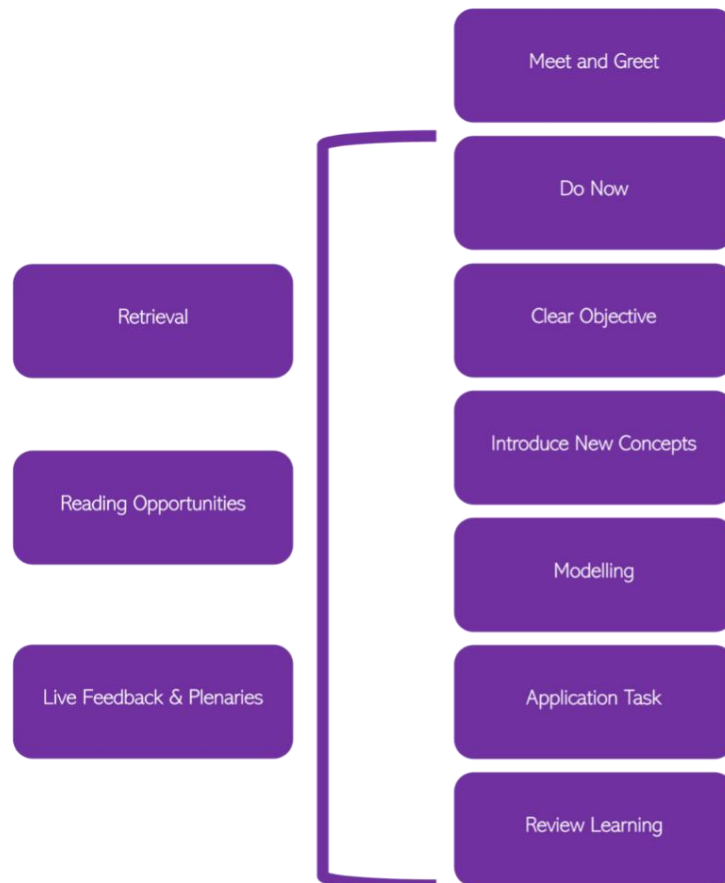 Meet and Greet
Do Now
Retrieval
Clear Objective
Introduce New Concepts
Reading Opportunities
Modelling
Live Feedback & Plenaries
Application Task
Review Learning